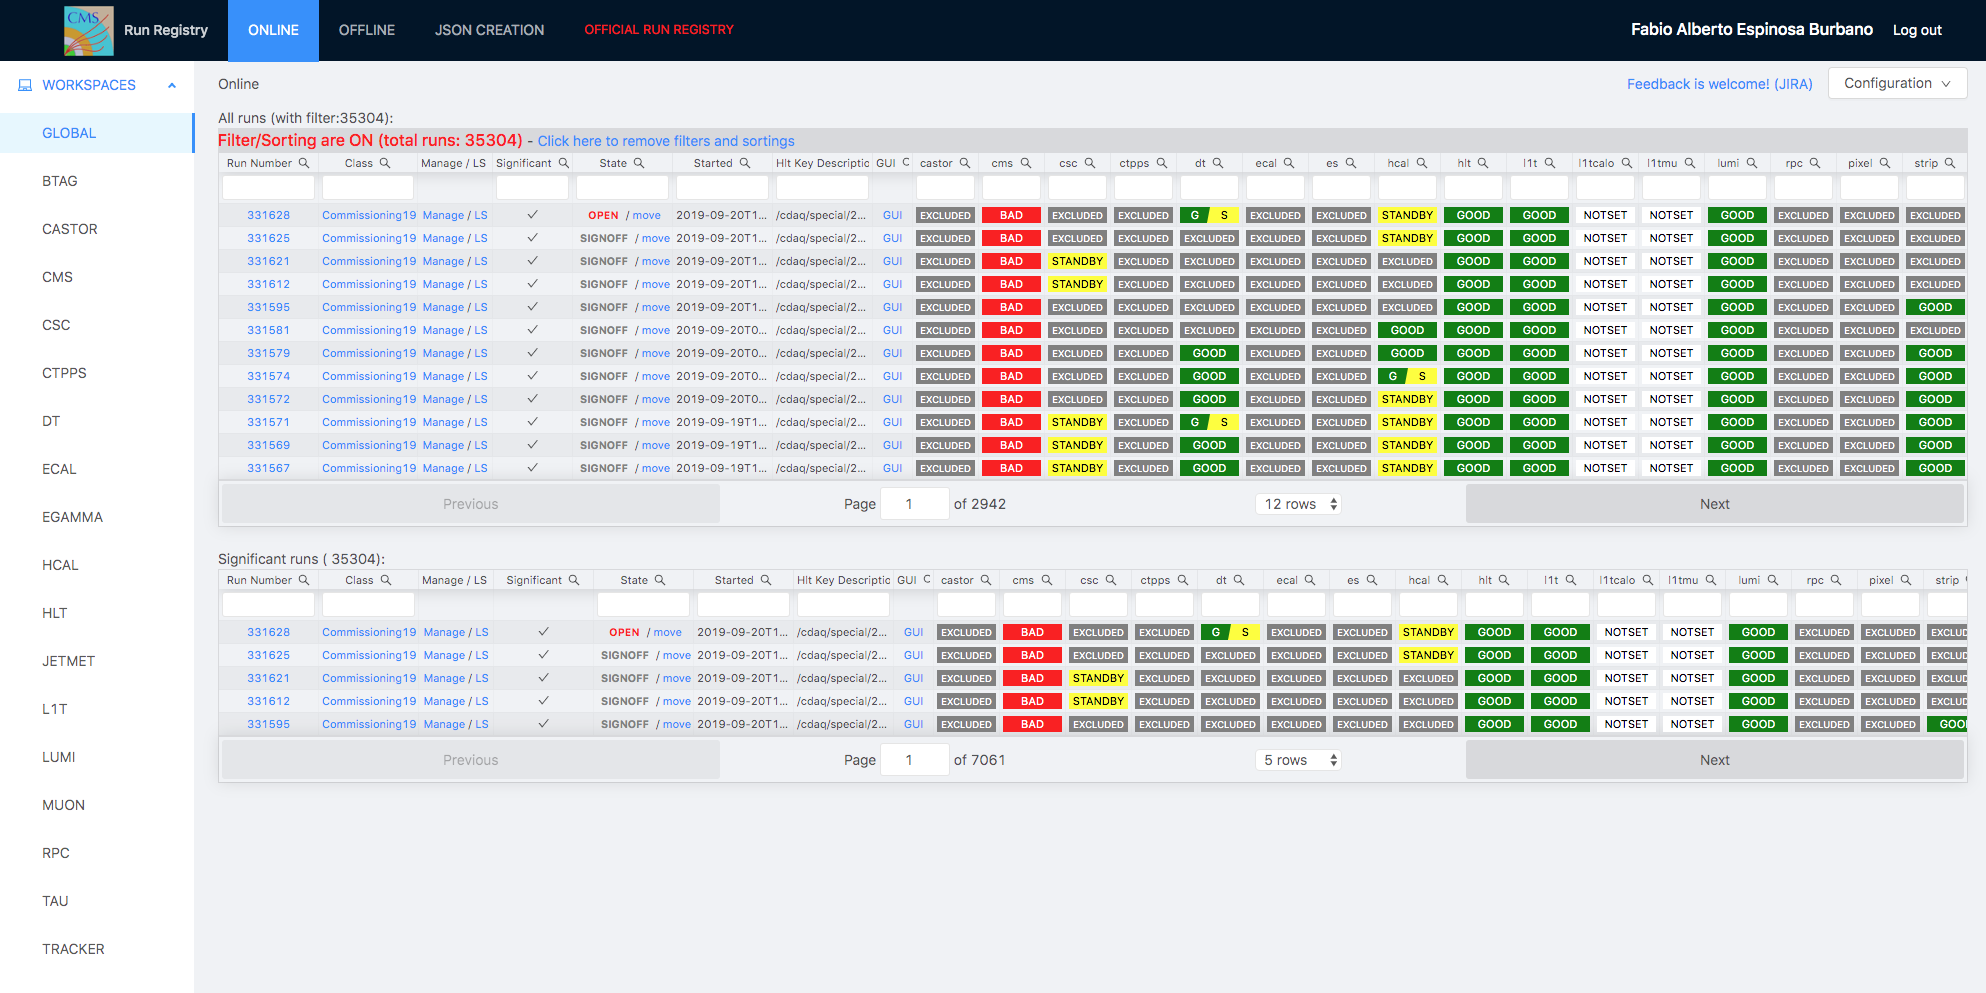 CMS
Run Registry ONLINE OFFLINE JSON CREATION OFFICIAL RUN REGISTRY Fabio Alberto Espinosa Burbano Log out
WORKSPACES
GLOBAL
BTAG
CASTOR
CMS
CSC
CTPPS
DT
ECAL
EGAMMA
HCAL
HLT
JETMET
L1T
LUMI
MUON
RPC
TAU
TRACKER
Online Feedback is welcome! (JIRA) Configuration
All runs (with filter:35304):
Filter/Sorting are ON (total runs: 35304) - Click here to remove filters and sortings
Run Number Class Manage / LS Significant State Started Hlt Key Descriptio GUI castor cms csc ctpps dt ecal es hcal hlt l1t l1tcalo l1tmu lumi rpc pixel strip
331628 Commissioning19 Manage / LS OPEN / move 2019-09-20T1... /cdaq/special/2... GUI EXCLUDED BAD EXCLUDED EXCLUDED G S EXCLUDED EXCLUDED STANDBY GOOD GOOD NOTSET NOTSET GOOD EXCLUDED EXCLUDED EXCLUDED
331625 Commissioning19 Manage / LS SIGNOFF / move 2019-09-20T1... /cdaq/special/2... GUI EXCLUDED BAD EXCLUDED EXCLUDED EXCLUDED EXCLUDED EXCLUDED STANDBY GOOD GOOD NOTSET NOTSET GOOD EXCLUDED EXCLUDED EXCLUDED
331621 Commissioning19 Manage / LS SIGNOFF / move 2019-09-20T1... /cdaq/special/2... GUI EXCLUDED BAD STANDBY EXCLUDED EXCLUDED EXCLUDED EXCLUDED EXCLUDED GOOD GOOD NOTSET NOTSET GOOD EXCLUDED EXCLUDED EXCLUDED
331612 Commissioning19 Manage / LS SIGNOFF / move 2019-09-20T1... /cdaq/special/2... GUI EXCLUDED BAD STANDBY EXCLUDED EXCLUDED EXCLUDED EXCLUDED EXCLUDED GOOD GOOD NOTSET NOTSET GOOD EXCLUDED EXCLUDED EXCLUDED
331595 Commissioning19 Manage / LS SIGNOFF / move 2019-09-20T1... /cdaq/special/2... GUI EXCLUDED BAD EXCLUDED EXCLUDED EXCLUDED EXCLUDED EXCLUDED EXCLUDED GOOD GOOD NOTSET NOTSET GOOD EXCLUDED EXCLUDED GOOD
331581 Commissioning19 Manage / LS SIGNOFF / move 2019-09-20T0... /cdaq/special/2... GUI EXCLUDED BAD EXCLUDED EXCLUDED EXCLUDED EXCLUDED EXCLUDED GOOD GOOD GOOD NOTSET NOTSET GOOD EXCLUDED EXCLUDED EXCLUDED
331579 Commissioning19 Manage / LS SIGNOFF / move 2019-09-20T0... /cdaq/special/2... GUI EXCLUDED BAD EXCLUDED EXCLUDED GOOD EXCLUDED EXCLUDED GOOD GOOD GOOD NOTSET NOTSET GOOD EXCLUDED EXCLUDED GOOD
331574 Commissioning19 Manage / LS SIGNOFF / move 2019-09-20T0... /cdaq/special/2... GUI EXCLUDED BAD EXCLUDED EXCLUDED GOOD EXCLUDED EXCLUDED G S GOOD GOOD NOTSET NOTSET GOOD EXCLUDED EXCLUDED GOOD
331572 Commissioning19 Manage / LS SIGNOFF / move 2019-09-20T0... /cdaq/special/2... GUI EXCLUDED BAD EXCLUDED EXCLUDED GOOD EXCLUDED EXCLUDED STANDBY GOOD GOOD NOTSET NOTSET GOOD EXCLUDED EXCLUDED GOOD
331571 Commissioning19 Manage / LS SIGNOFF / move 2019-09-19T1... /cdaq/special/2... GUI EXCLUDED BAD STANDBY EXCLUDED G S EXCLUDED EXCLUDED STANDBY GOOD GOOD NOTSET NOTSET GOOD EXCLUDED EXCLUDED GOOD
331569 Commissioning19 Manage / LS SIGNOFF / move 2019-09-19T1... /cdaq/special/2... GUI EXCLUDED BAD STANDBY EXCLUDED GOOD EXCLUDED EXCLUDED STANDBY GOOD GOOD NOTSET NOTSET GOOD EXCLUDED EXCLUDED GOOD
331567 Commissioning19 Manage / LS SIGNOFF / move 2019-09-19T1... /cdaq/special/2... GUI EXCLUDED BAD STANDBY EXCLUDED GOOD EXCLUDED EXCLUDED STANDBY GOOD GOOD NOTSET NOTSET GOOD EXCLUDED EXCLUDED GOOD
Previous Page 1 of 2942 12 rows Next
Significant runs ( 35304):
Run Number Class Manage / LS Significant State Started Hlt Key Descriptic GUI castor cms csc ctpps dt ecal es hcal hlt l1t l1tcalo l1tmu lumi rpc pixel strip
331628 Commissioning19 Manage / LS OPEN / move 2019-09-20T1... /cdaq/special/2... GUI EXCLUDED BAD EXCLUDED EXCLUDED G S EXCLUDED EXCLUDED STANDBY GOOD GOOD NOTSET NOTSET GOOD EXCLUDED EXCLUDED EXCLUD
331625 Commissioning19 Manage / LS SIGNOFF / move 2019-09-20T1... /cdaq/special/2... GUI EXCLUDED BAD EXCLUDED EXCLUDED EXCLUDED EXCLUDED EXCLUDED STANDBY GOOD GOOD NOTSET NOTSET GOOD EXCLUDED EXCLUDED EXCLUD
331621 Commissioning19 Manage / LS SIGNOFF / move 2019-09-20T1... /cdaq/special/2... GUI EXCLUDED BAD STANDBY EXCLUDED EXCLUDED EXCLUDED EXCLUDED EXCLUDED GOOD GOOD NOTSET NOTSET GOOD EXCLUDED EXCLUDED EXCLUD
331612 Commissioning19 Manage / LS SIGNOFF / move 2019-09-20T1... /cdaq/special/2... GUI EXCLUDED BAD STANDBY EXCLUDED EXCLUDED EXCLUDED EXCLUDED EXCLUDED GOOD GOOD NOTSET NOTSET GOOD EXCLUDED EXCLUDED EXCLUD
331595 Commissioning19 Manage / LS SIGNOFF / move 2019-09-20T1... /cdaq/special/2... GUI EXCLUDED BAD EXCLUDED EXCLUDED EXCLUDED EXCLUDED EXCLUDED EXCLUDED GOOD GOOD NOTSET NOTSET GOOD EXCLUDED EXCLUDED GOO
Previous Page 1 of 7061 5 rows Next